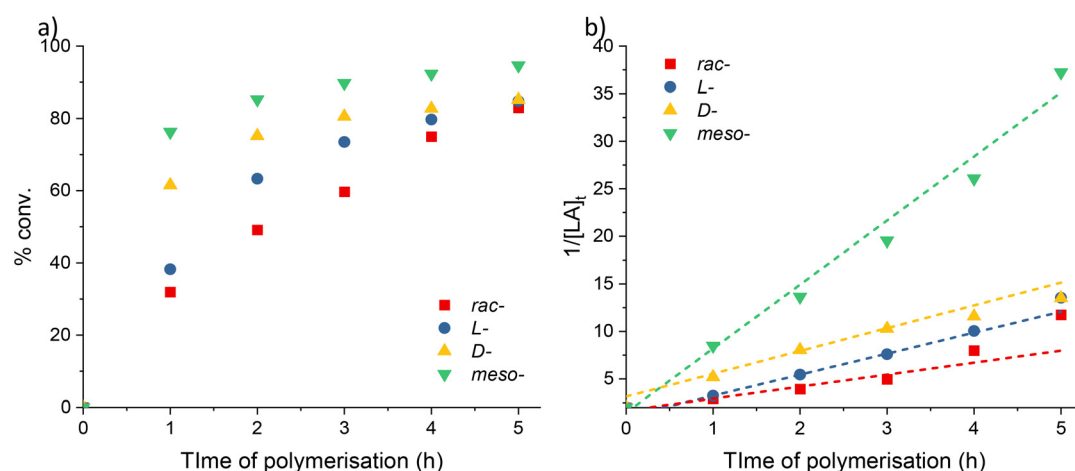 a)
100
80
60
40
20
0
% conv.
rac-
L-
D-
meso-
0 1 2 3 4 5
TIme of polymerisation (h)
b)
40
35
30
25
20
15
10
5
1/[LA]t
rac-
L-
D-
meso-
0 1 2 3 4 5
TIme of polymerisation (h)